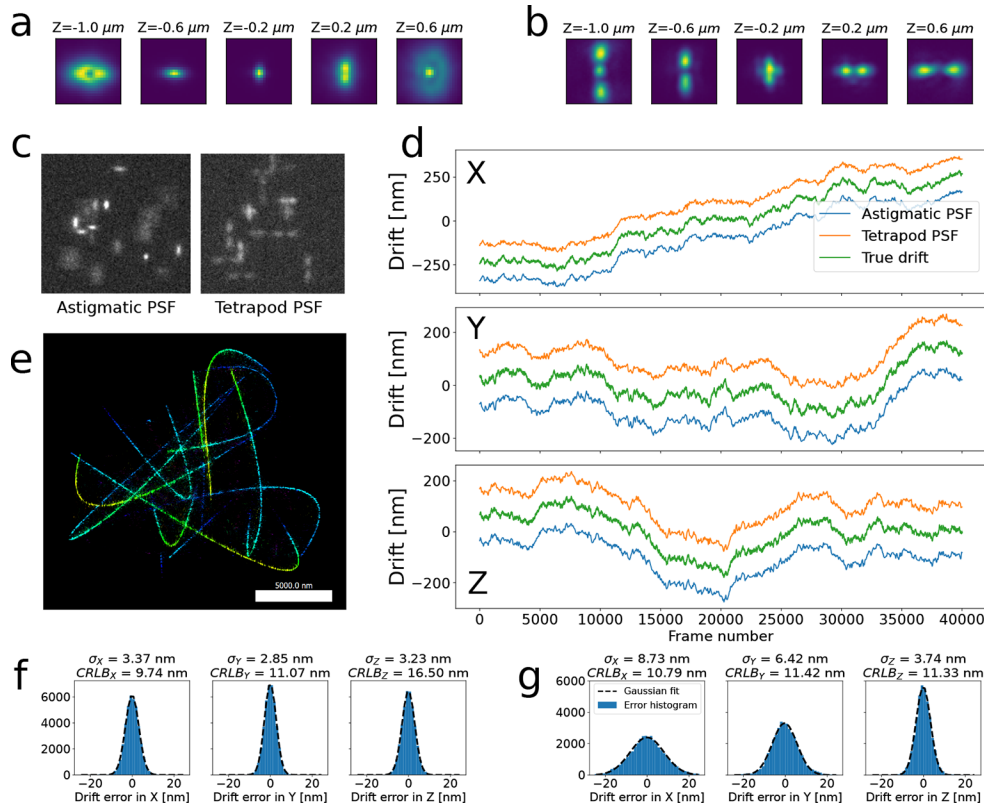 a
Z=-1.0 μm Z=-0.6 μm Z=-0.2 μm Z=0.2 μm Z=0.6 μm
b
Z=-1.0 μm Z=-0.6 μm Z=-0.2 μm Z=0.2 μm Z=0.6 μm
c
Astigmatic PSF Tetrapod PSF
d
X
Drift [nm]
250
0
−250
Astigmatic PSF
Tetrapod PSF
True drift
Y
Drift [nm]
200
0
−200
Z
Drift [nm]
200
0
−200
0 5000 10000 15000 20000 25000 30000 35000 40000
Frame number
e
5000.0 nm
f
σX = 3.37 nm σY = 2.85 nm σZ = 3.23 nm
CRLBX = 9.74 nm CRLBY = 11.07 nm CRLBZ = 16.50 nm
6000
4000
2000
0
−20 0 20 −20 0 20 −20 0 20
Drift error in X [nm] Drift error in Y [nm] Drift error in Z [nm]
g
σX = 8.73 nm σY = 6.42 nm σZ = 3.74 nm
CRLBX = 10.79 nm CRLBY = 11.42 nm CRLBZ = 11.33 nm
Gaussian fit
Error histogram
6000
4000
2000
0
−20 0 20 −20 0 20 −20 0 20
Drift error in X [nm] Drift error in Y [nm] Drift error in Z [nm]